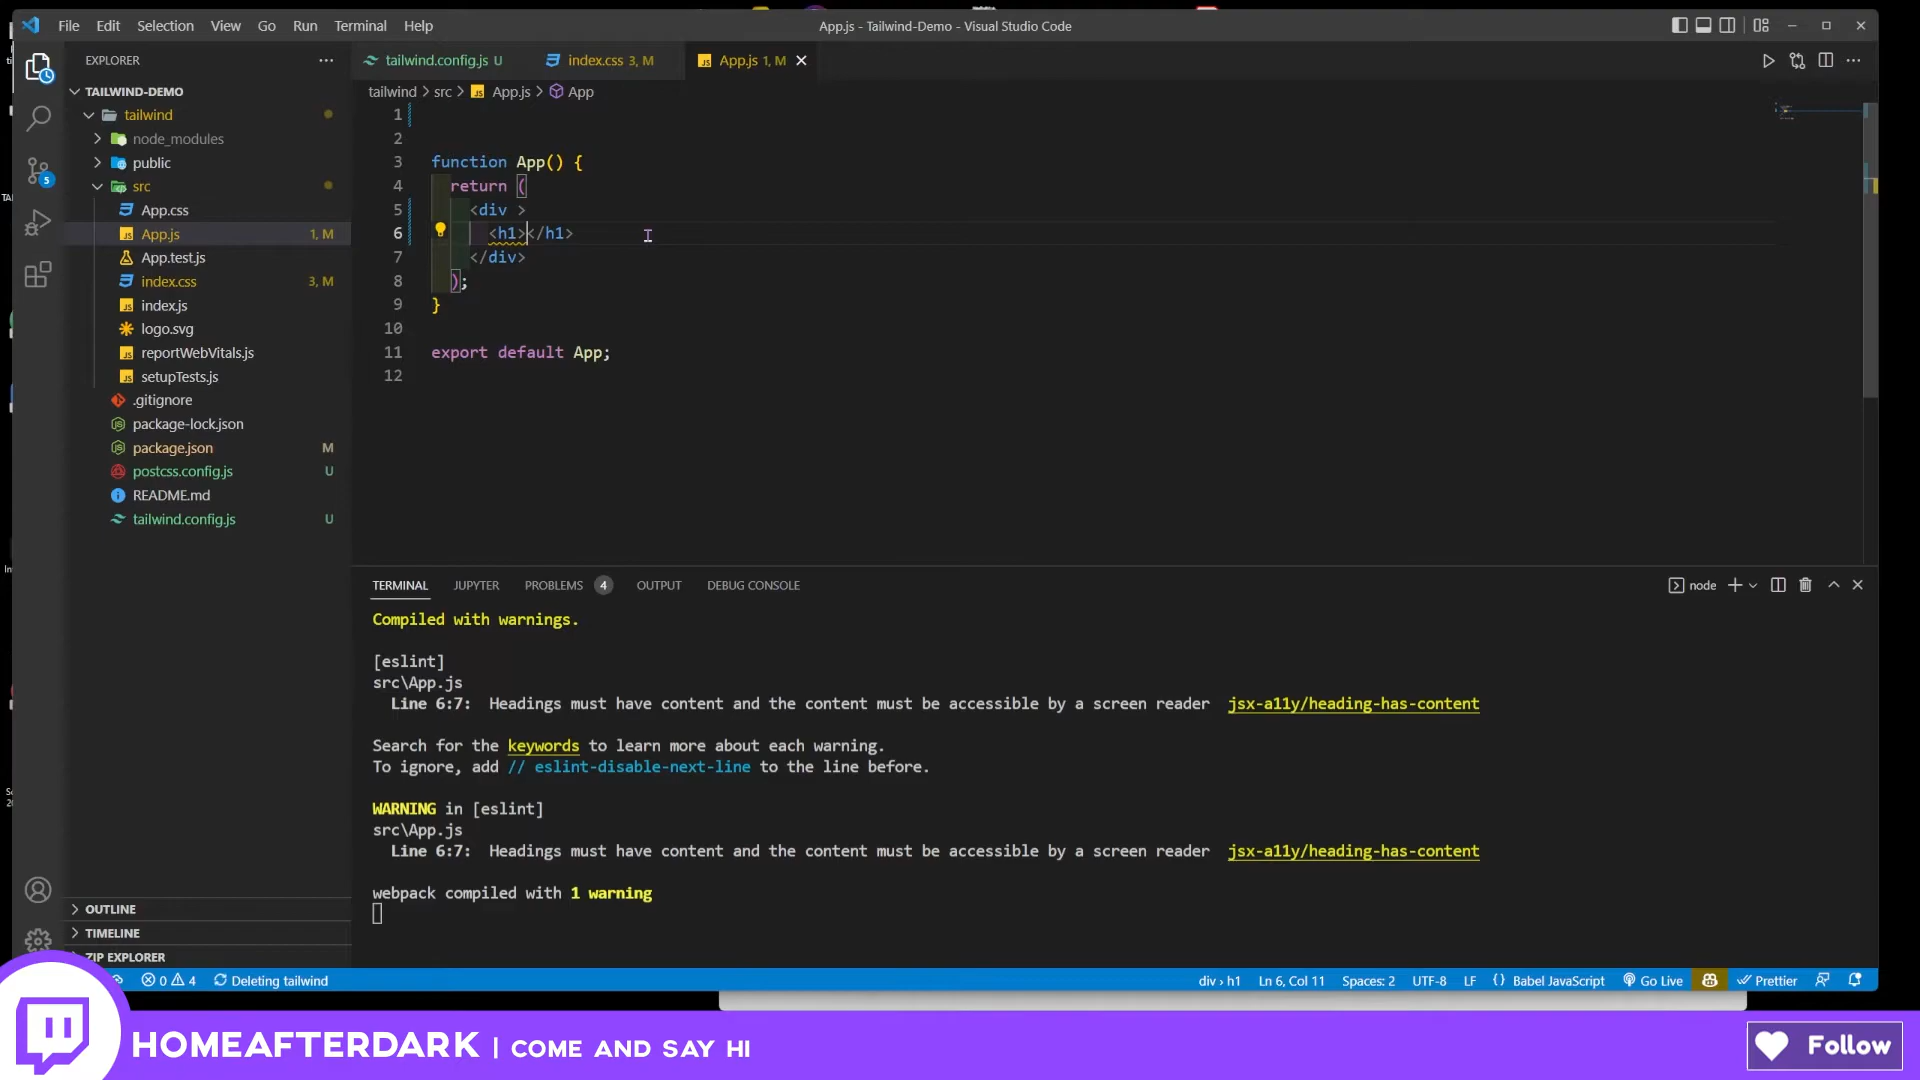 File Edit Selection View Go Run Terminal Help
App.js - Tailwind-Demo - Visual Studio Code
EXPLORER
TAILWIND-DEMO
tailwind
node_modules
public
src
App.css
App.js 1, M
App.test.js
index.css 3, M
index.js
logo.svg
reportWebVitals.js
setupTests.js
.gitignore
package-lock.json
package.json M
postcss.config.js U
README.md
tailwind.config.js U
OUTLINE
TIMELINE
ZIP EXPLORER
5
tailwind.config.js U index.css 3, M App.js 1, M
tailwind > src > App.js > App
1
2
3 function App() {
4 return (
5 <div >
6 <h1></h1>
7 </div>
8 );
9 }
10
11 export default App;
12
TERMINAL JUPYTER PROBLEMS 4 OUTPUT DEBUG CONSOLE
node
Compiled with warnings.
[eslint]
src\App.js
Line 6:7: Headings must have content and the content must be accessible by a screen reader jsx-a11y/heading-has-content
Search for the keywords to learn more about each warning.
To ignore, add // eslint-disable-next-line to the line before.
WARNING in [eslint]
src\App.js
Line 6:7: Headings must have content and the content must be accessible by a screen reader jsx-a11y/heading-has-content
webpack compiled with 1 warning
0 4 Deleting tailwind
div › h1 Ln 6, Col 11 Spaces: 2 UTF-8 LF {} Babel JavaScript Go Live Prettier
HOMEAFTERDARK | COME AND SAY HI
Follow